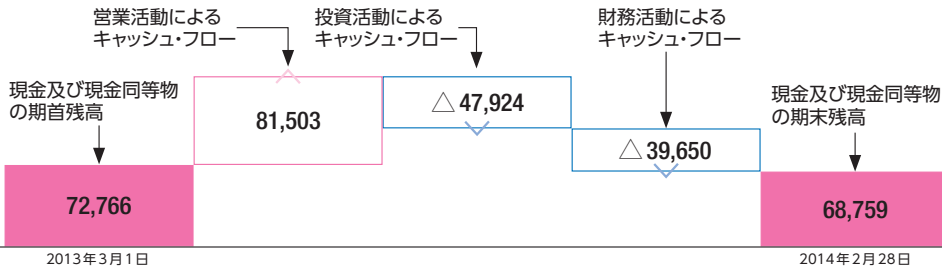 営業活動による
キャッシュ・フロー
投資活動による
キャッシュ・フロー
財務活動による
キャッシュ・フロー
現金及び現金同等物
の期首残高
81,503
△ 47,924
△ 39,650
現金及び現金同等物
の期末残高
72,766
68,759
2013年3月1日
2014年2月28日